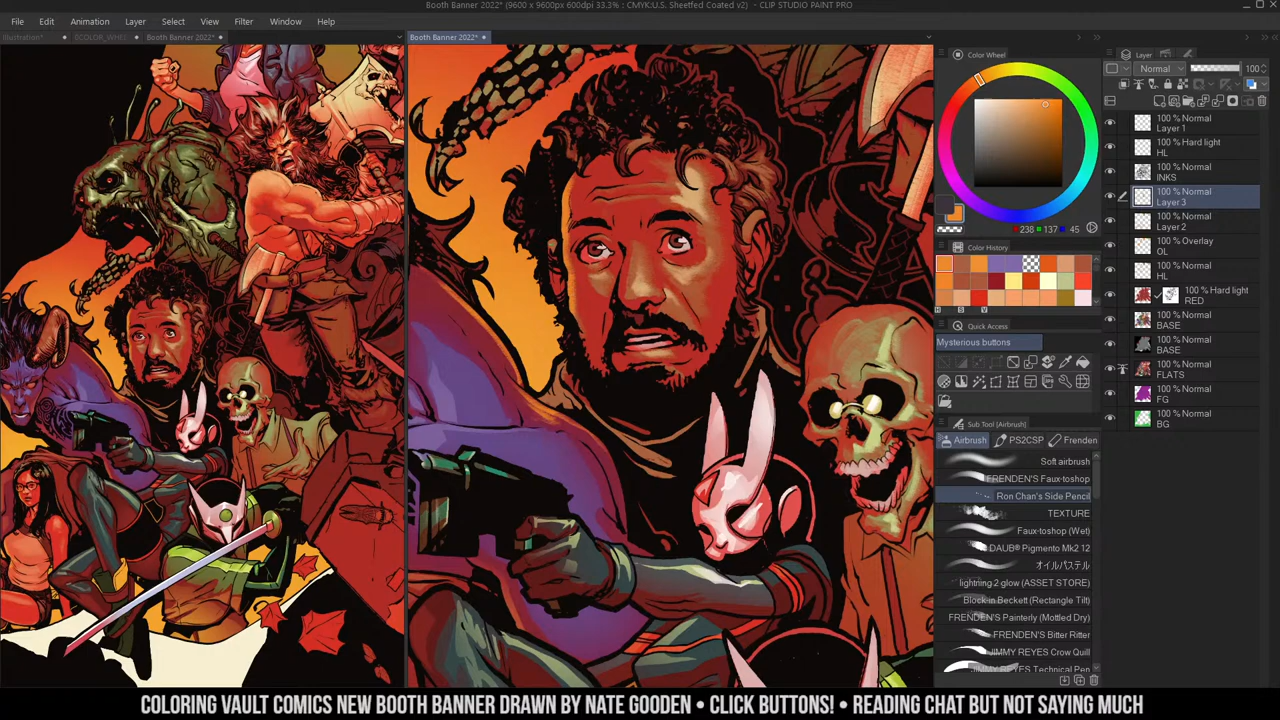 Booth Banner 2022* (9600 x 9600px 600dpi 33.3% : CMYK:U.S. Sheetfed Coated v2) - CLIP STUDIO PAINT PRO
File Edit Animation Layer Select View Filter Window Help
Illustration* 5COLOR_WHE Booth Banner 2022* Booth Banner 2022*
Color Wheel
238 137 45
Color History
H S V
Quick Access
Mysterious buttons
Sub Tool [Airbrush]
Airbrush PS2CSP Frenden
Soft airbrush
FRENDEN'S Faux-toshop
Ron Chan's Side Pencil
TEXTURE
Faux-toshop (Wet)
DAUB® Pigmento Mk2 12
オイルパステル
lightning 2 glow (ASSET STORE)
Block-in Beckett (Rectangle Tilt)
FRENDEN'S Painterly (Mottled Dry)
FRENDEN'S Bitter Ritter
JIMMY REYES Crow Quill
JIMMY REYES Technical Pen
Layer
Normal 100
100 % Normal
Layer 1
100 % Hard light
HL
100 % Normal
INKS
100 % Normal
Layer 3
100 % Normal
Layer 2
100 % Overlay
OL
100 % Normal
HL
100 % Hard light
RED
100 % Normal
BASE
100 % Normal
BASE
100 % Normal
FLATS
100 % Normal
FG
100 % Normal
BG
COLORING VAULT COMICS NEW BOOTH BANNER DRAWN BY NATE GOODEN • CLICK BUTTONS! • READING CHAT BUT NOT SAYING MUCH